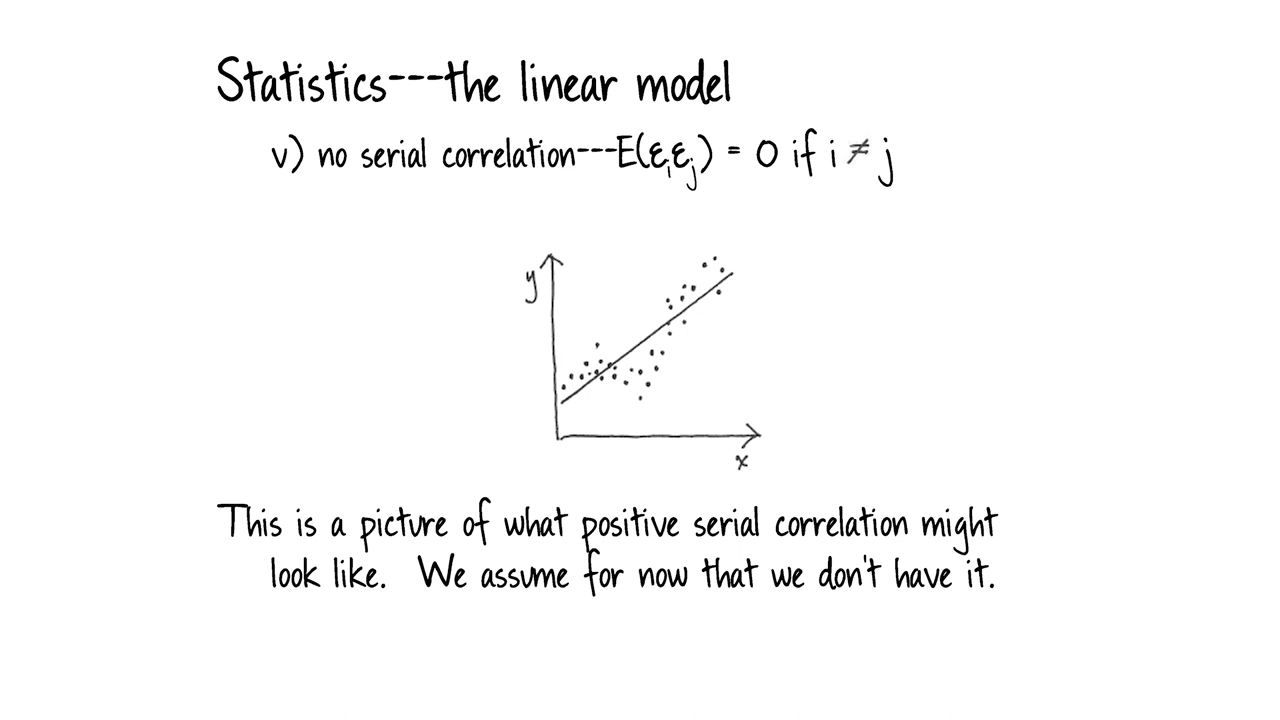 Statistics---the linear model
v) no serial correlation---E(εᵢεⱼ) = 0 if i ≠ j
y
x
This is a picture of what positive serial correlation might
look like. We assume for now that we don't have it.